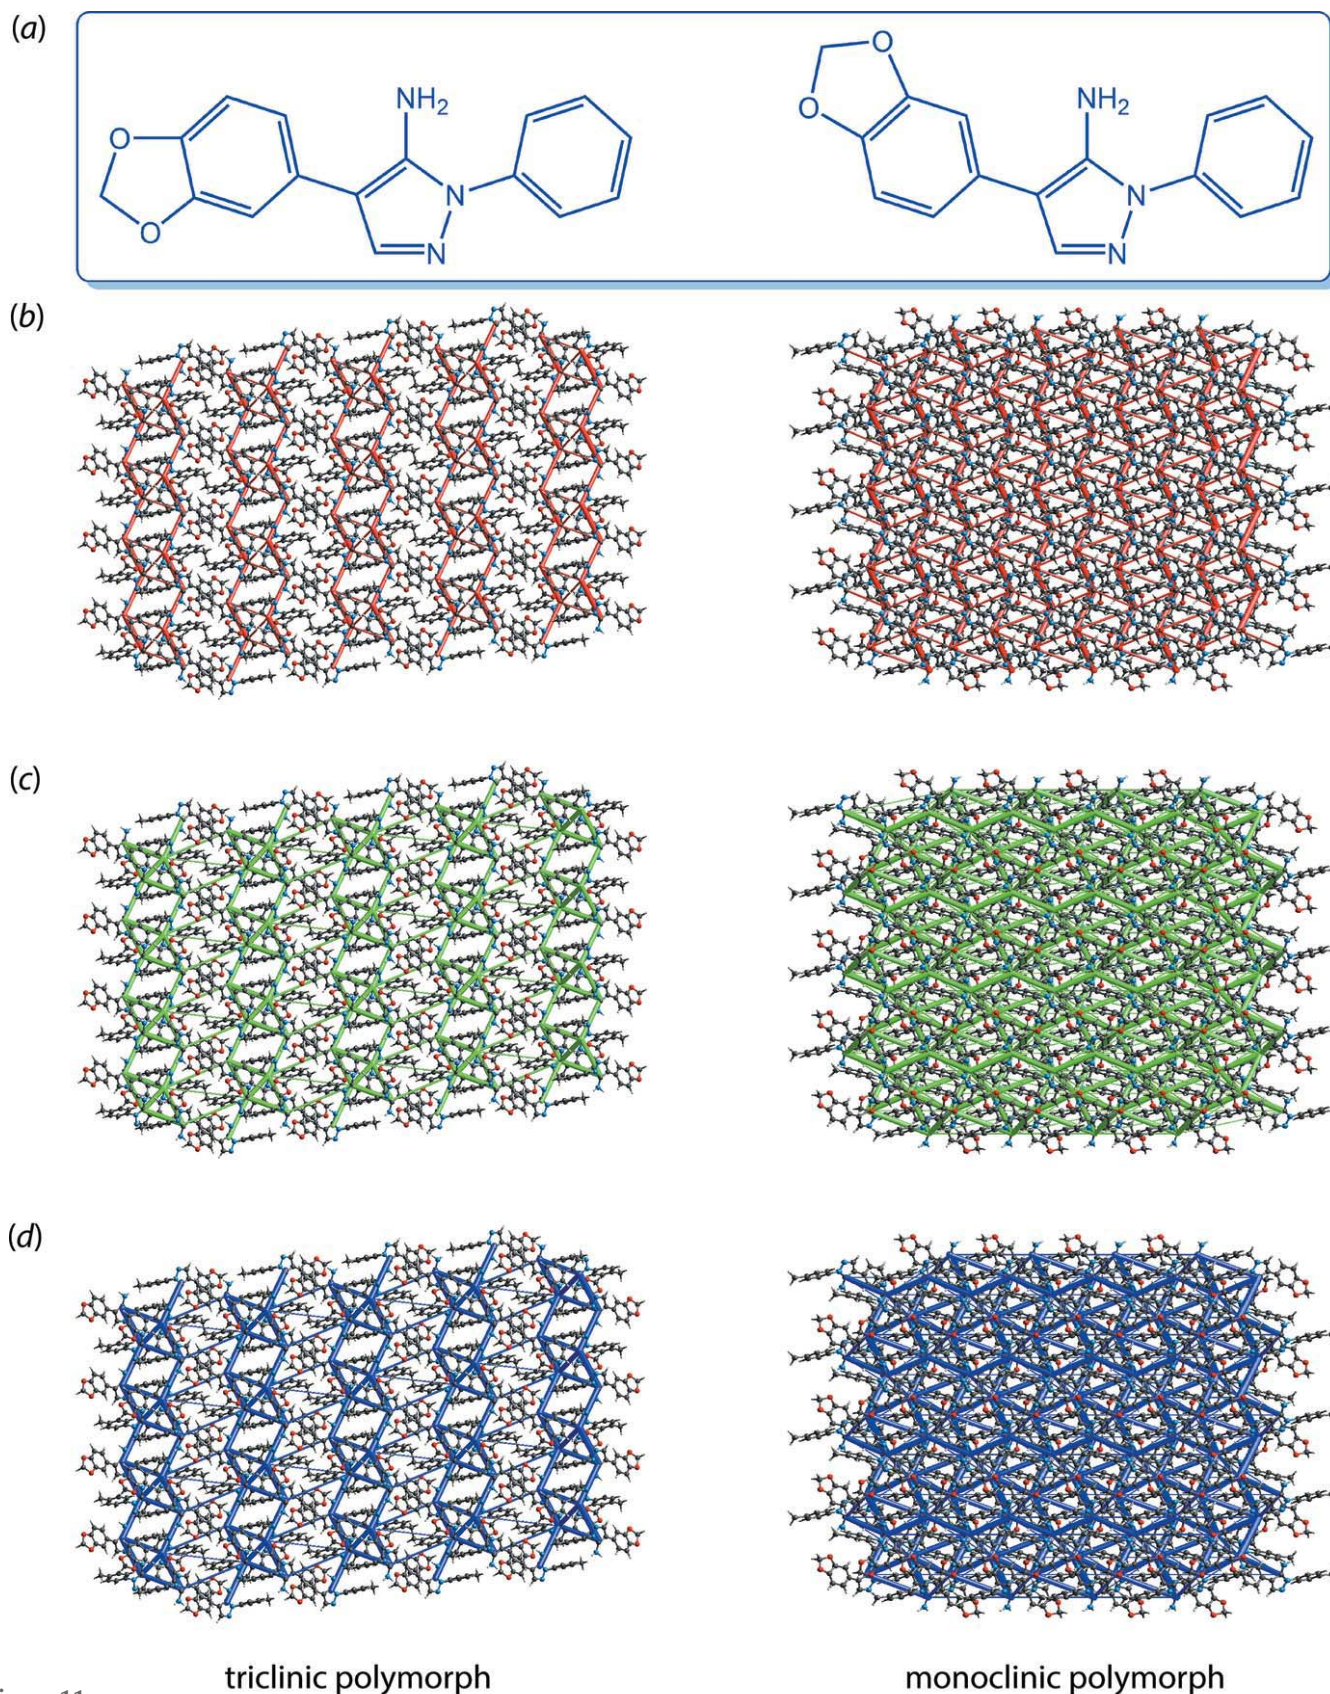 (a)
NH2
NH2
O
O
N
N
O
O
N
N
(b)
(c)
(d)
triclinic polymorph
monoclinic polymorph